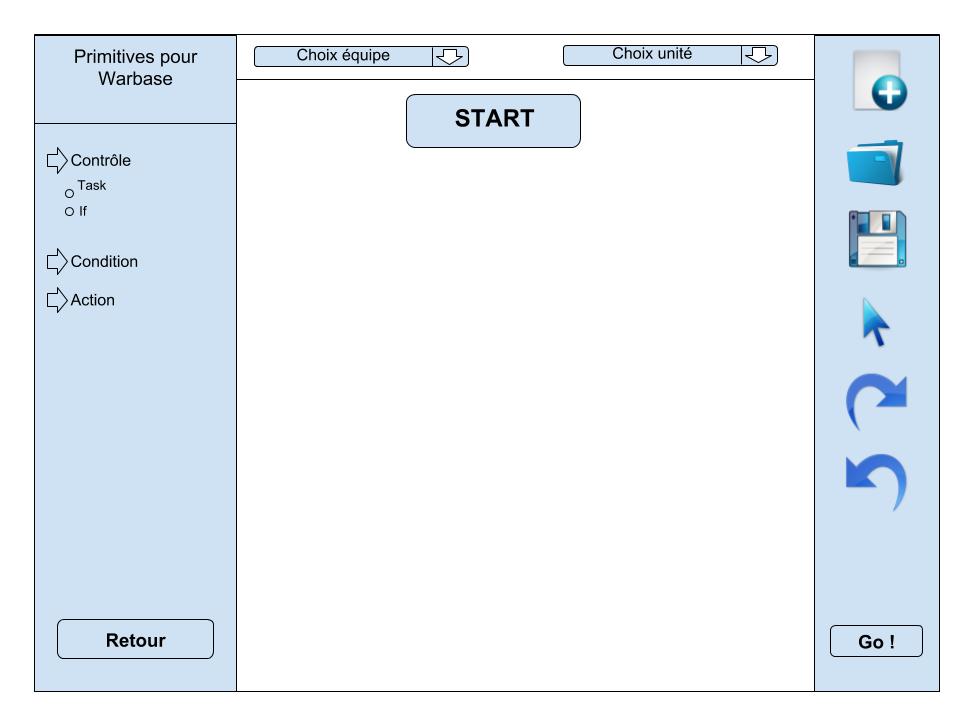 Primitives pour
Warbase
Choix équipe
Choix unité
START
Contrôle
Task
If
Condition
Action
Retour
Go !